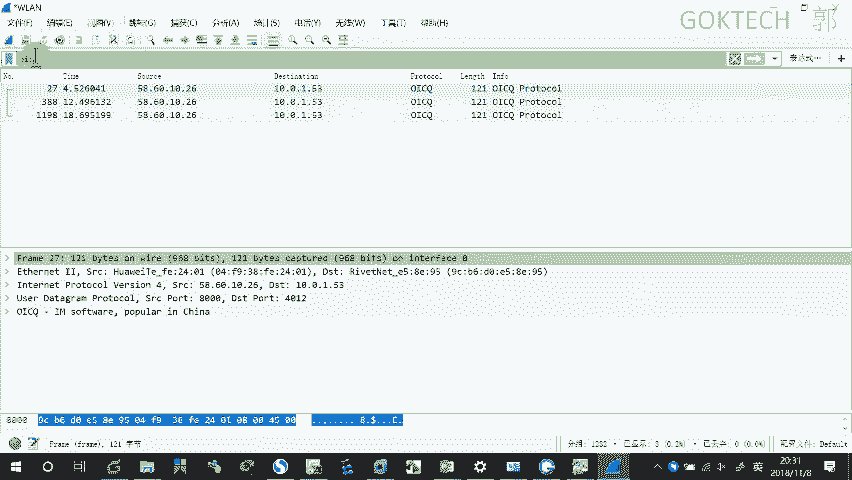 *WLAN
文件(F) 编辑(E) 视图(V) 跳转(G) 捕获(C) 分析(A) 统计(S) 电话(Y) 无线(W) 工具(T) 帮助(H)
GOKTECH 郭
表达式… +
No. Time Source Destination Protocol Length Info
27 4.526041 58.60.10.26 10.0.1.53 OICQ 121 OICQ Protocol
380 12.496132 58.60.10.26 10.0.1.53 OICQ 121 OICQ Protocol
1198 18.695199 58.60.10.26 10.0.1.53 OICQ 121 OICQ Protocol
Frame 27: 121 bytes on wire (968 bits), 121 bytes captured (968 bits) on interface 0
Ethernet II, Src: HuaweiTe_fe:24:01 (04:f9:38:fe:24:01), Dst: RivetNet_e5:8e:95 (9c:b6:d0:e5:8e:95)
Internet Protocol Version 4, Src: 58.60.10.26, Dst: 10.0.1.53
User Datagram Protocol, Src Port: 8000, Dst Port: 4012
OICQ - IM software, popular in China
0000 9c b6 d0 e5 8e 95 04 f9 38 fe 24 01 08 00 45 00 ........ 8.$...E.
Frame (frame), 121 字节
分组: 1282 · 已显示: 3 (0.2%) · 已丢弃: 0 (0.0%)
配置文件: Default
英
20:31
2018/11/8